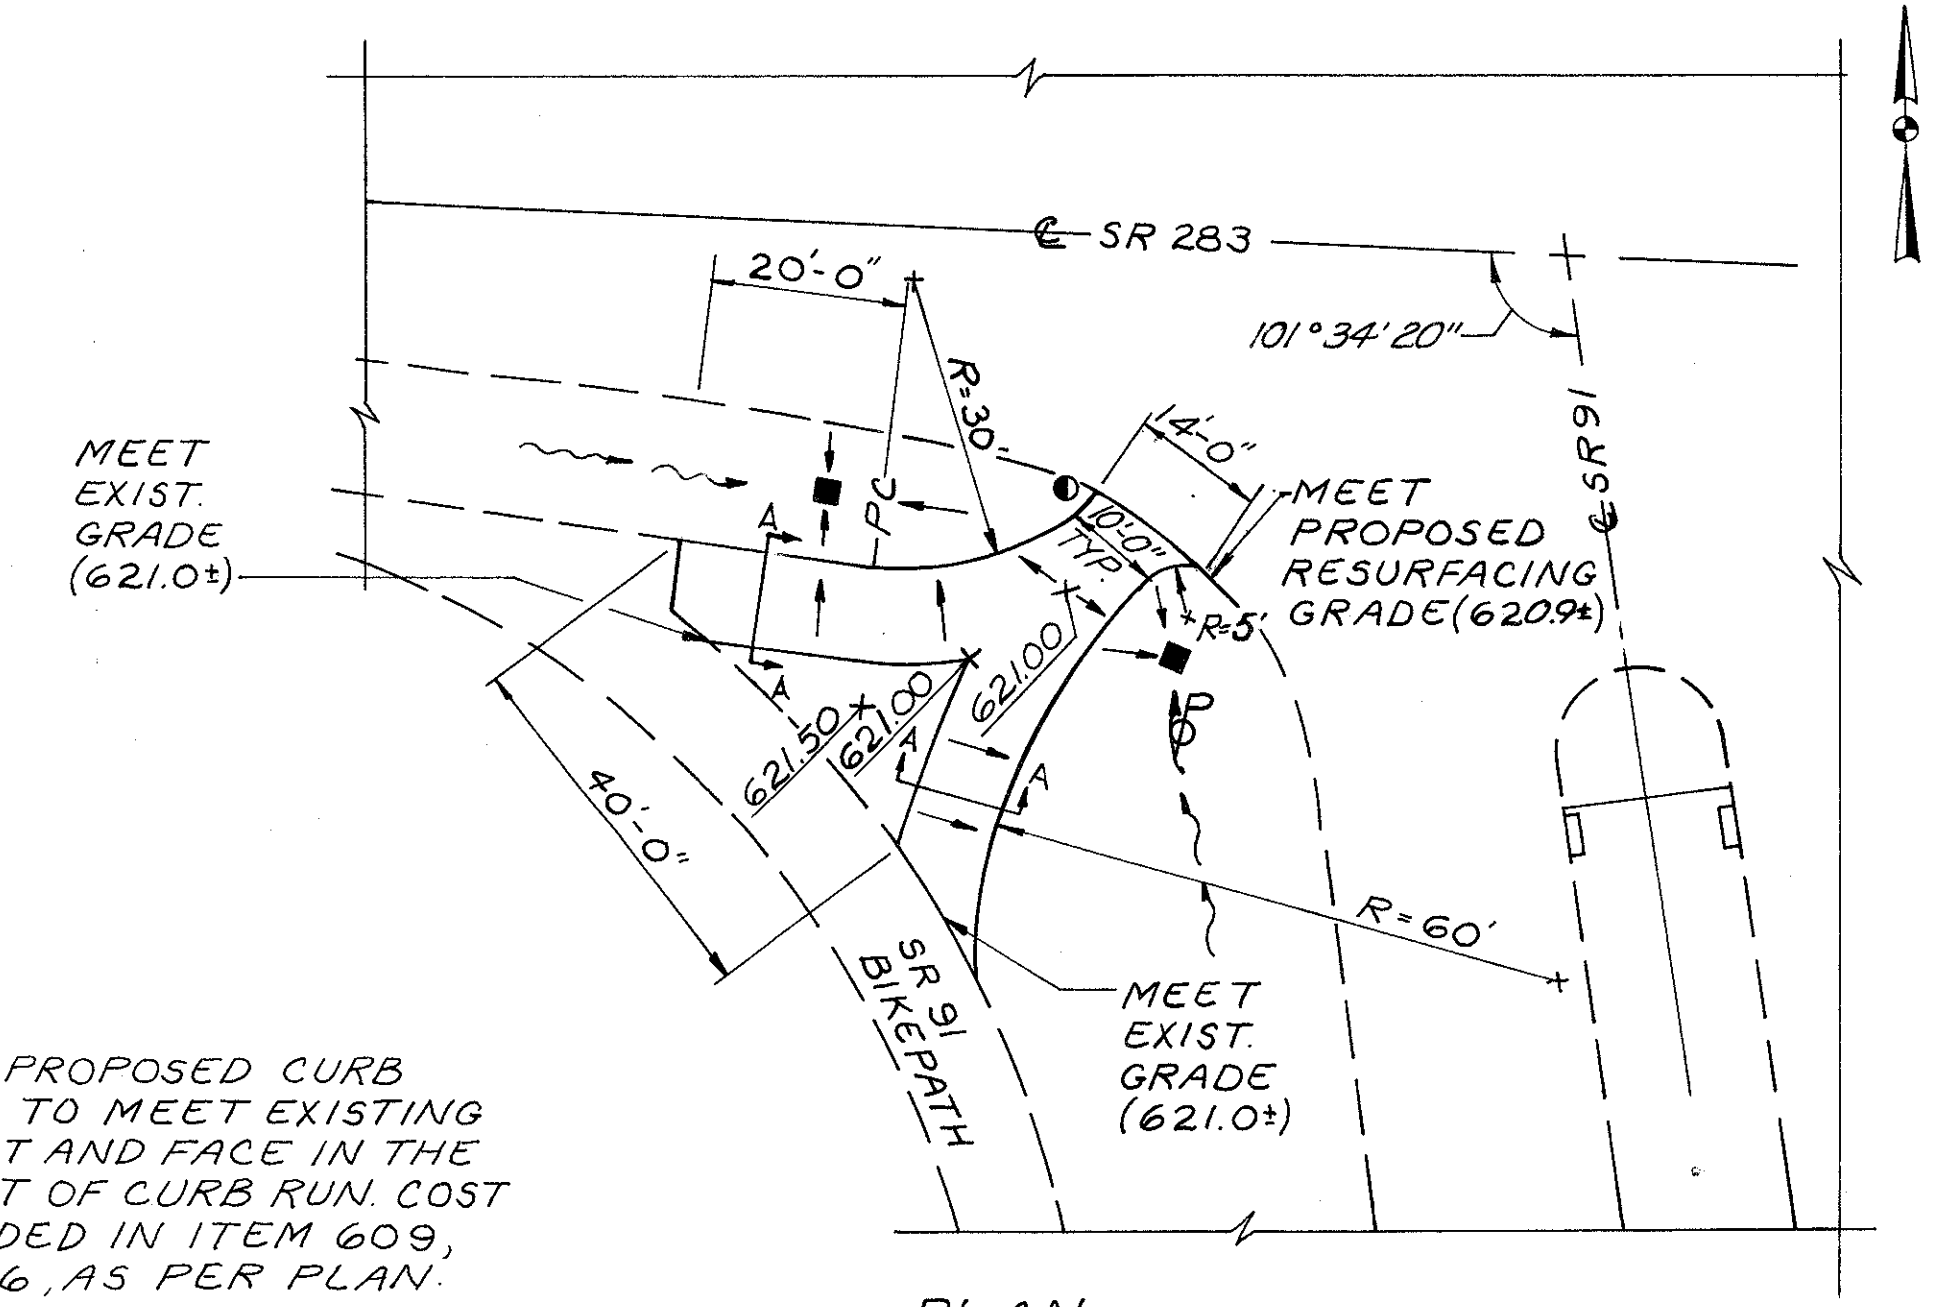 ℄ SR 283
20'-0"
101°34'20"
R=30'
14'-0"
℄ SR 91
MEET
EXIST.
GRADE
(621.0±)
MEET
PROPOSED
RESURFACING
GRADE (620.9±)
PC
A
10'-0"
TYP.
R=5'
621.00
A
621.50
621.00
A
A
P
40'-0"
R=60'
SR 91
BIKEPATH
MEET
EXIST.
GRADE
(621.0±)
PROPOSED CURB
TO MEET EXISTING
T AND FACE IN THE
T OF CURB RUN. COST
DED IN ITEM 609,
6, AS PER PLAN.
PLAN